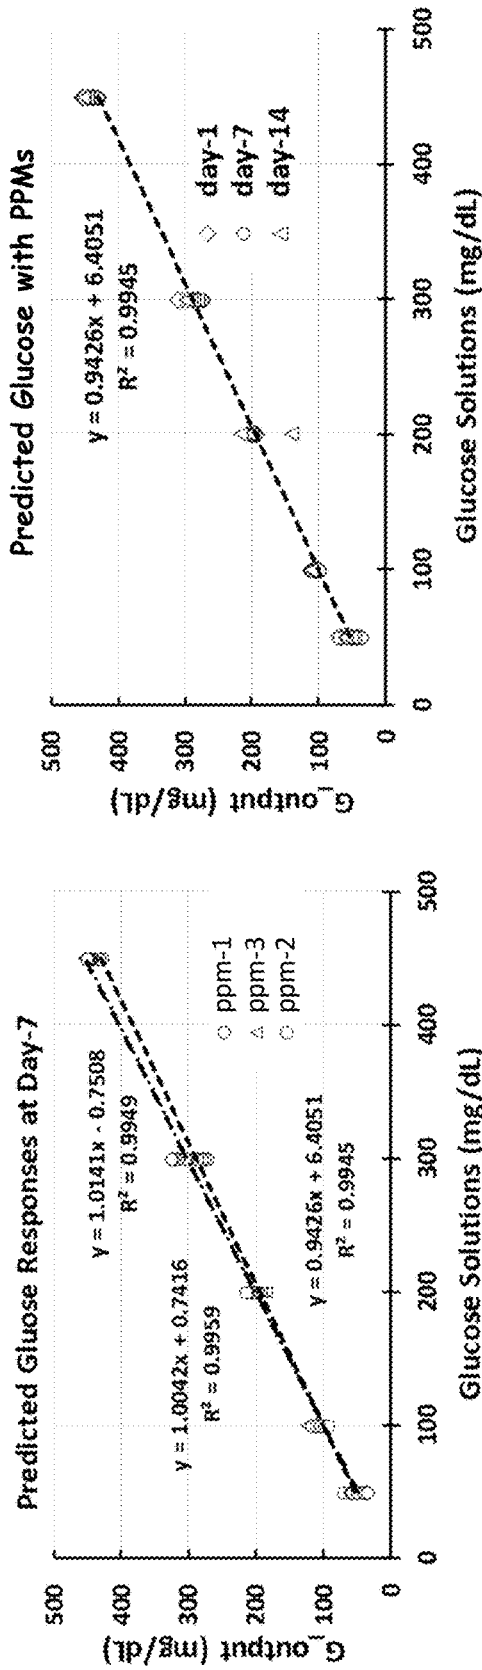 Predicted Gluose Responses at Day-7
G_output (mg/dL)
500
400
300
200
100
0
y = 1.0141x - 0.7508
R² = 0.9949
y = 1.0042x + 0.7416
R² = 0.9959
y = 0.9426x + 6.4051
R² = 0.9945
ppm-1
ppm-3
ppm-2
0 100 200 300 400 500
Glucose Solutions (mg/dL)
Predicted Glucose with PPMs
G_output (mg/dL)
500
400
300
200
100
0
y = 0.9426x + 6.4051
R² = 0.9945
day-1
day-7
day-14
0 100 200 300 400 500
Glucose Solutions (mg/dL)